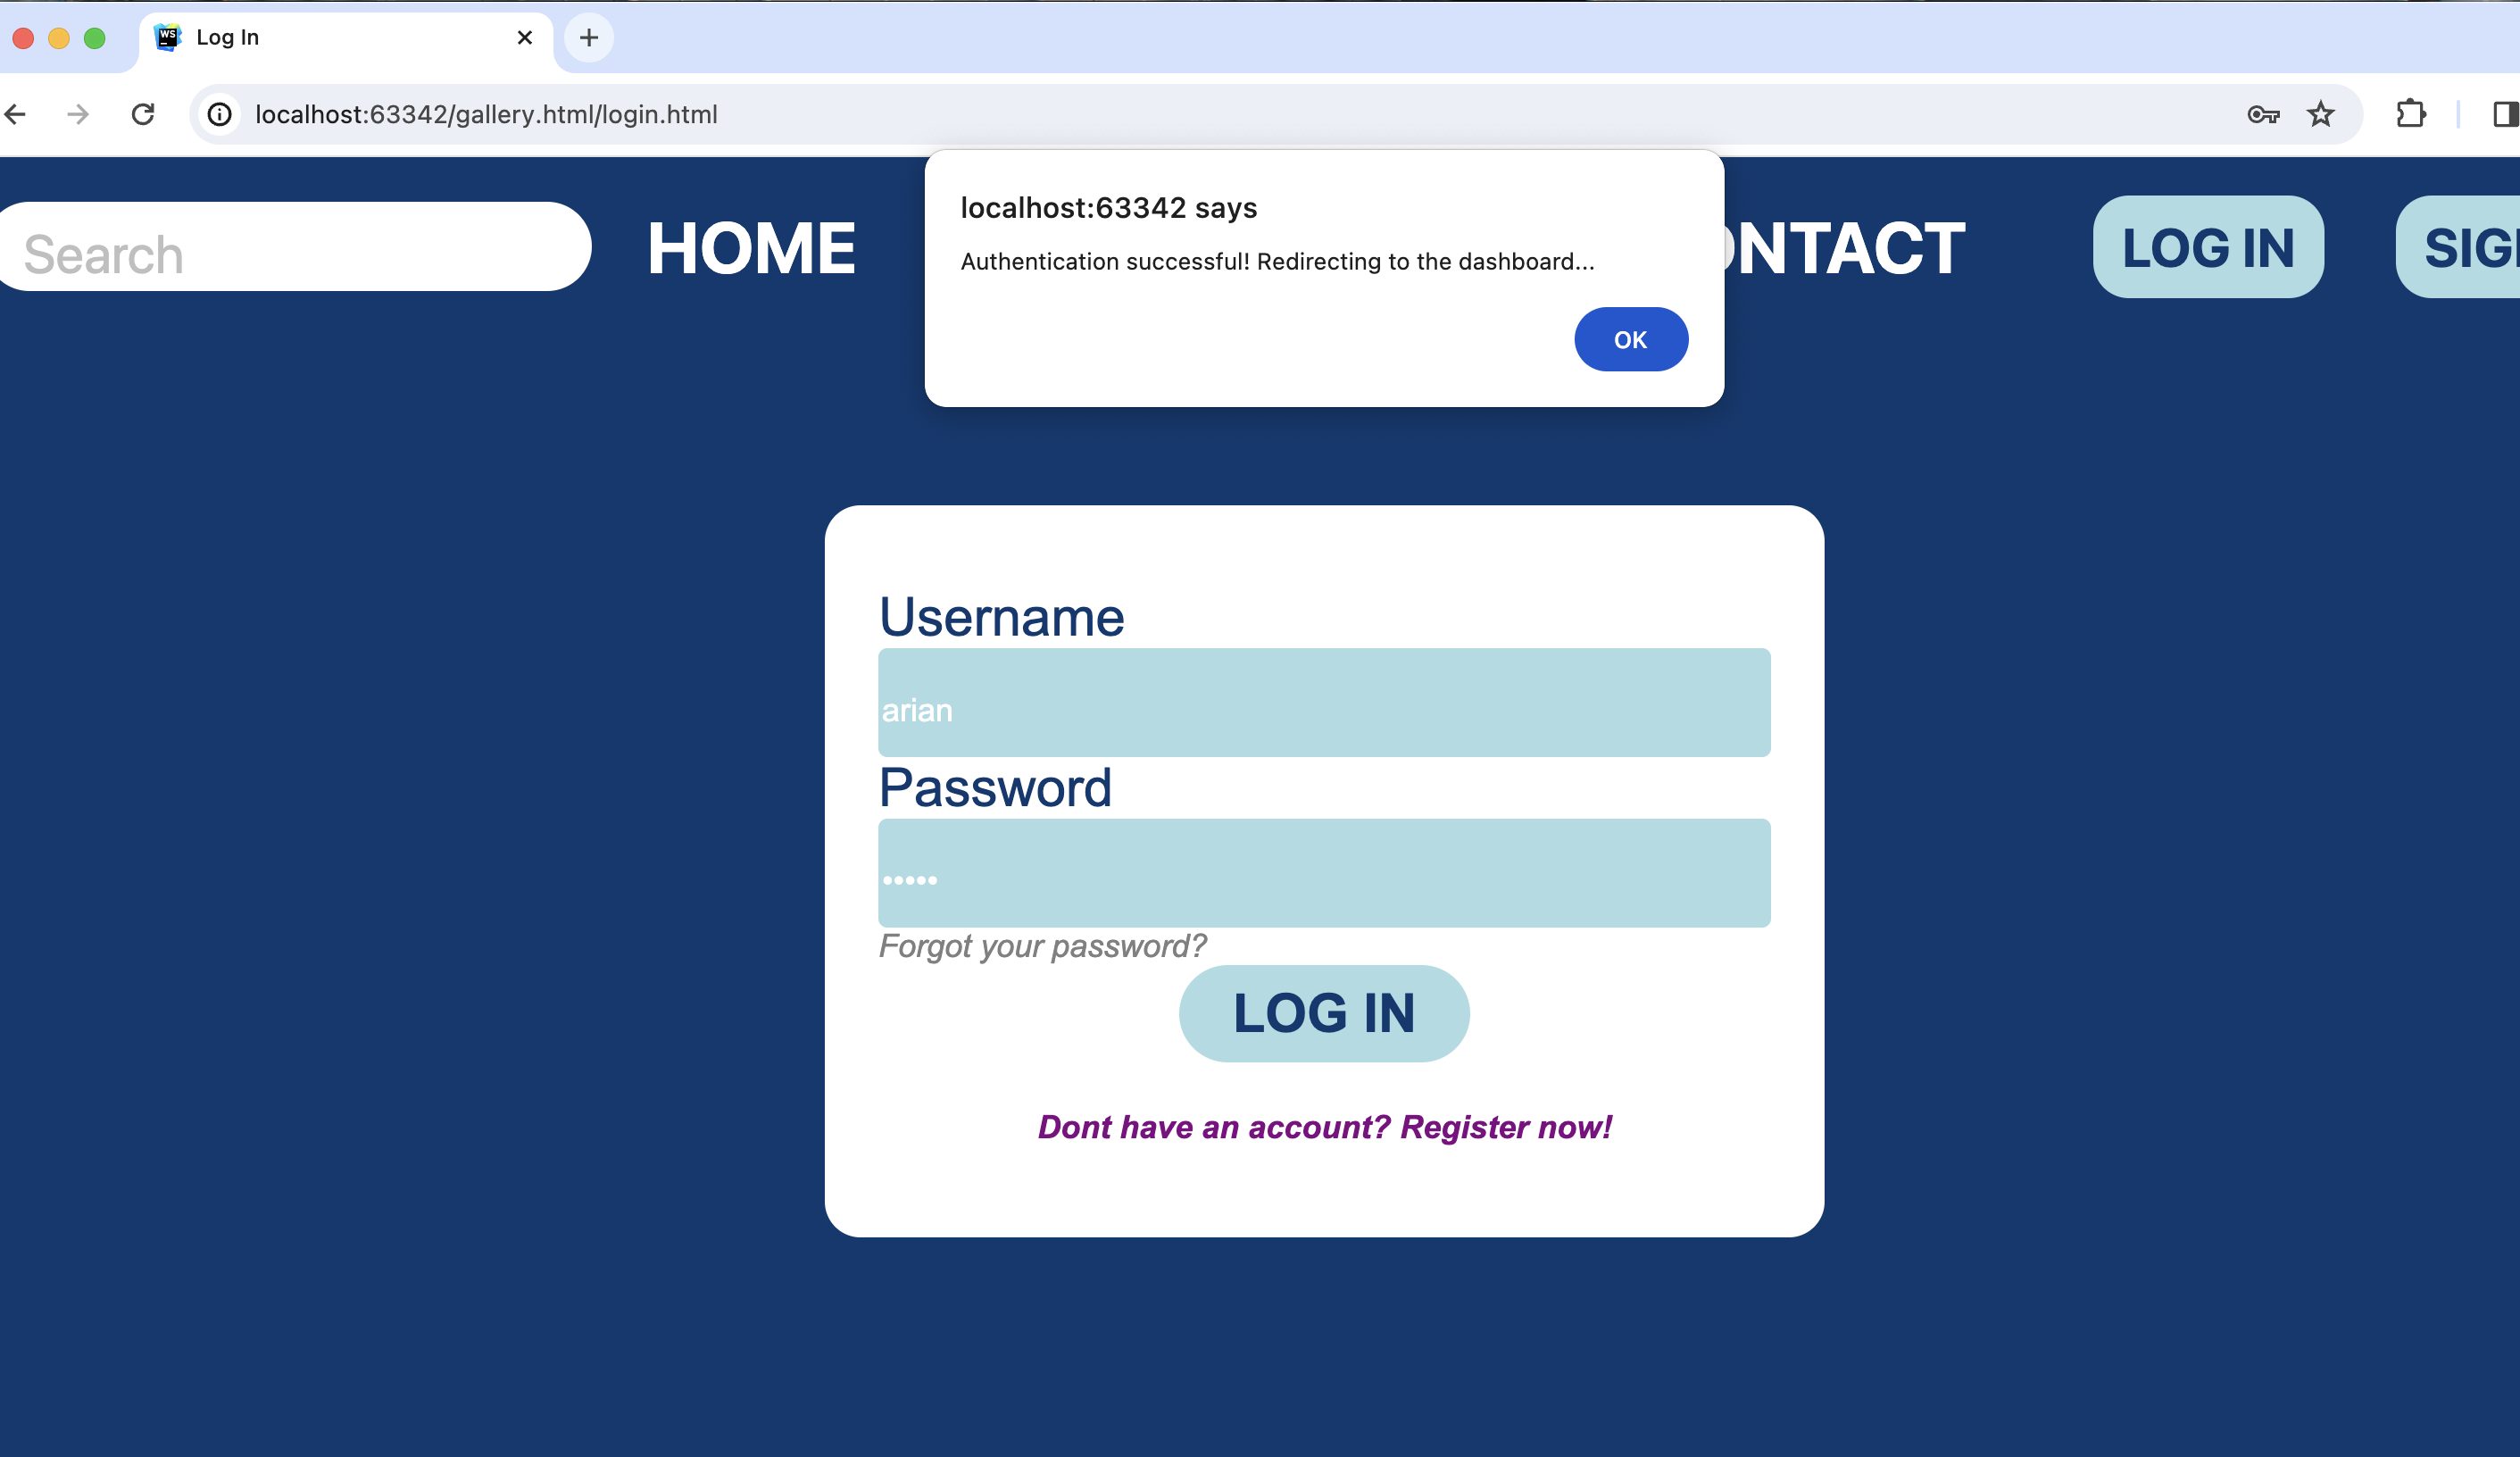 WS
Log In
localhost:63342/gallery.html/login.html
localhost:63342 says
Authentication successful! Redirecting to the dashboard...
OK
Search
HOME
ONTACT
LOG IN
SIG
Username
arian
Password
•••••
Forgot your password?
LOG IN
Dont have an account? Register now!